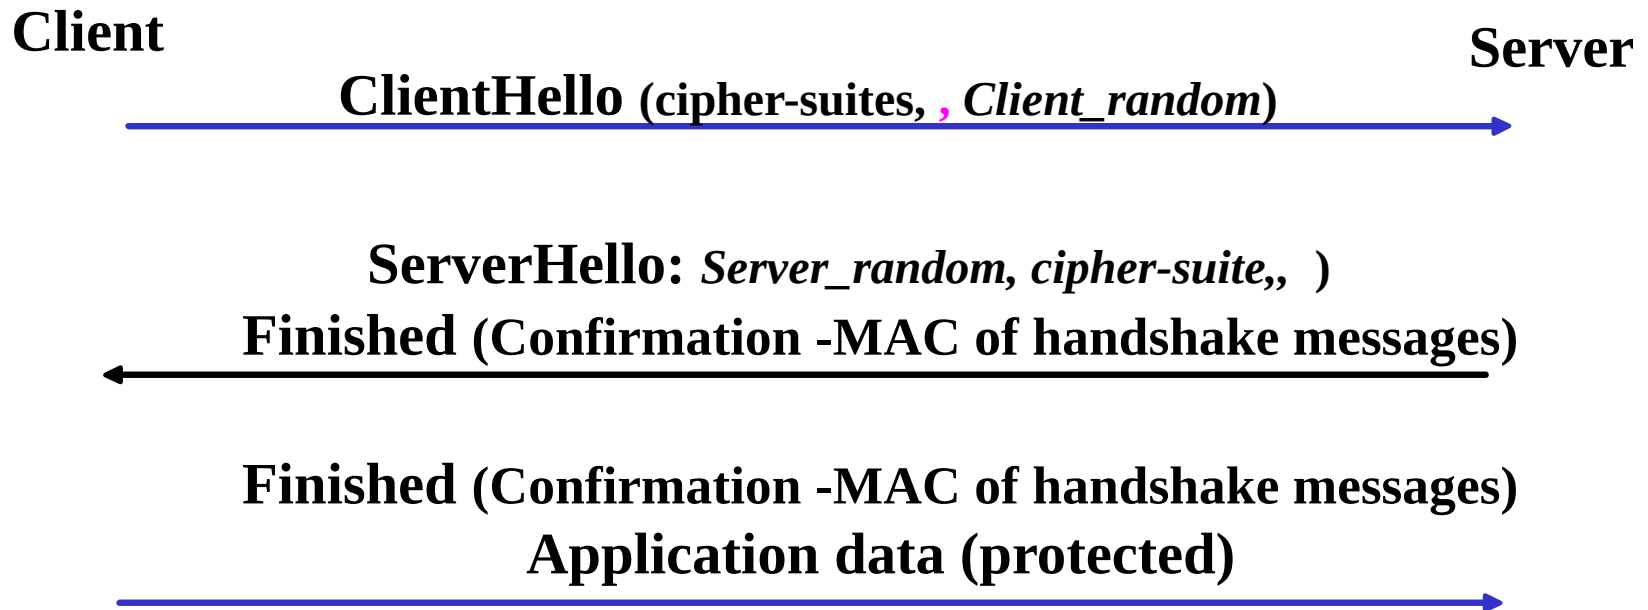 Client
Server
ClientHello (cipher-suites, , Client_random)
ServerHello: Server_random, cipher-suite,, )
Finished (Confirmation -MAC of handshake messages)
Finished (Confirmation -MAC of handshake messages)
Application data (protected)